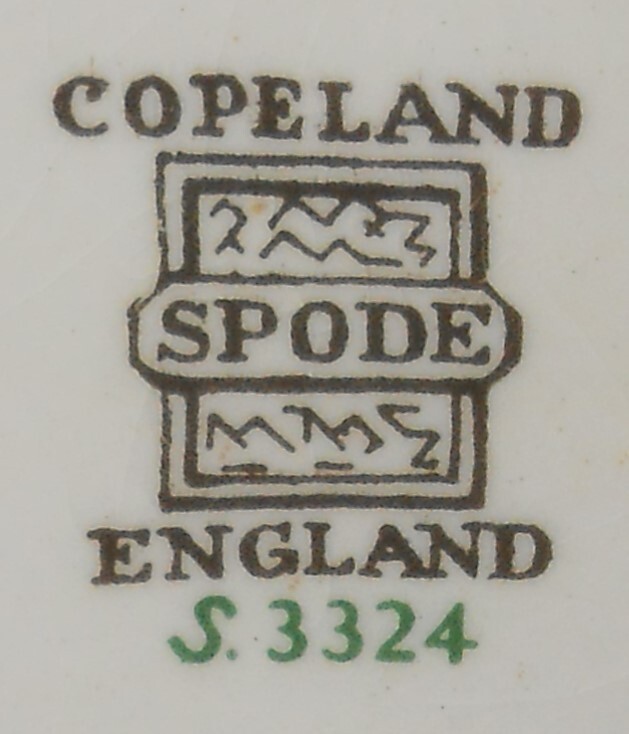 COPELAND
SPODE
ENGLAND
S. 3324